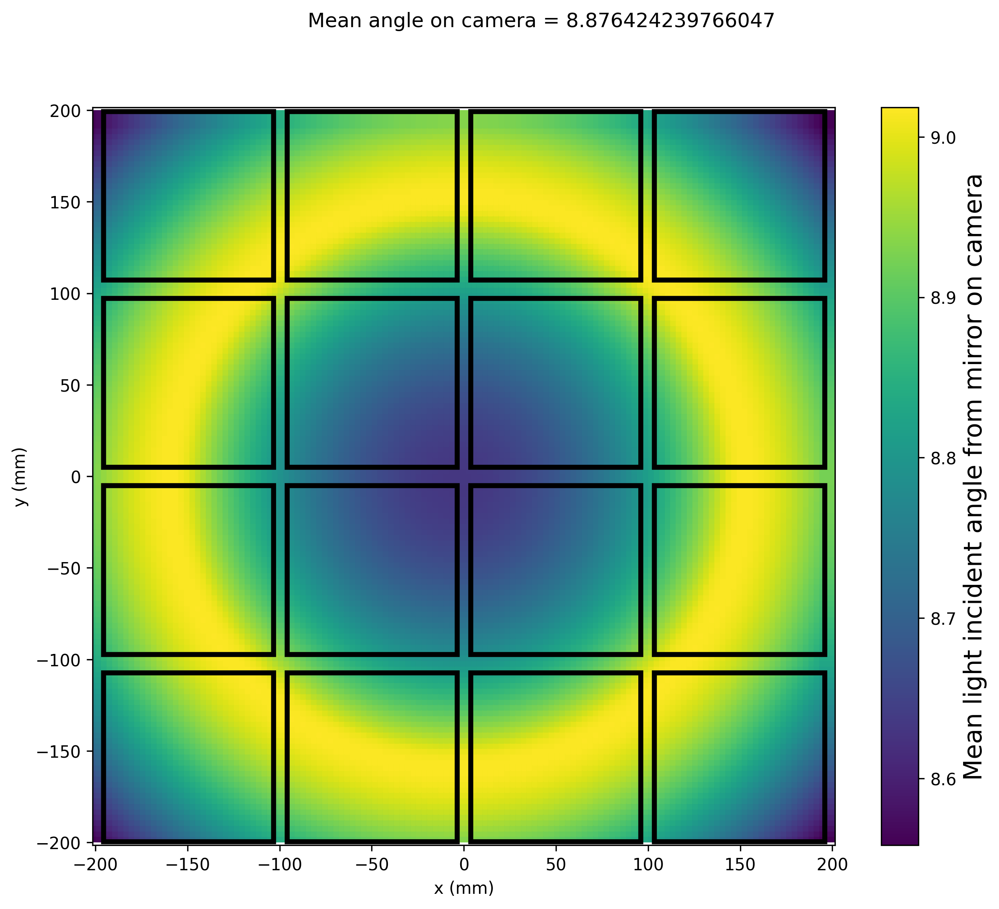 Mean angle on camera = 8.876424239766047
200
150
100
50
0
−50
−100
−150
−200
y (mm)
−200 −150 −100 −50 0 50 100 150 200
x (mm)
9.0
8.9
8.8
8.7
8.6
Mean light incident angle from mirror on camera